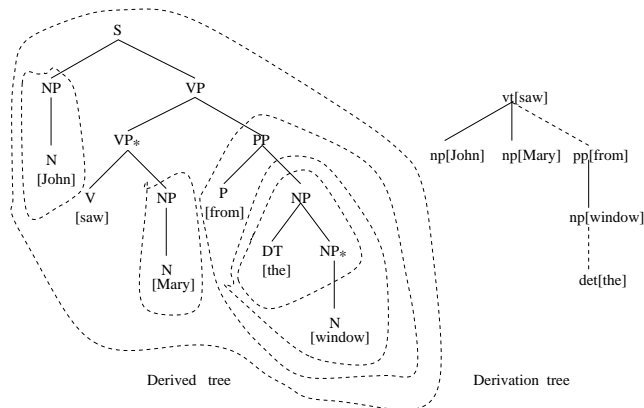 S
NP VP
vt[saw]
VP* PP
N
[John]
np[John] np[Mary] pp[from]
V NP P NP
[saw] [from]
np[window]
DT NP*
[the]
N
[Mary]
det[the]
N
[window]
Derived tree Derivation tree